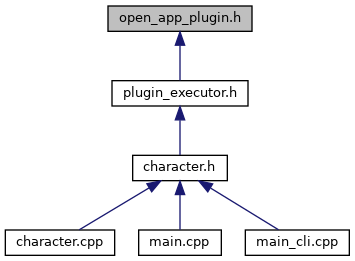 open_app_plugin.h
plugin_executor.h
character.h
character.cpp
main.cpp
main_cli.cpp